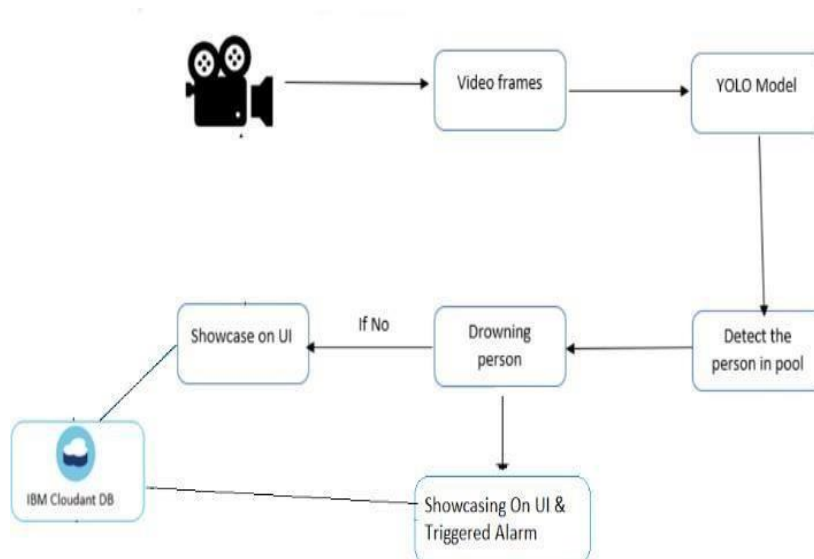 Video frames
YOLO Model
Showcase on UI
If No
Drowning
person
Detect the
person in pool
IBM Cloudant DB
Showcasing On UI &
Triggered Alarm